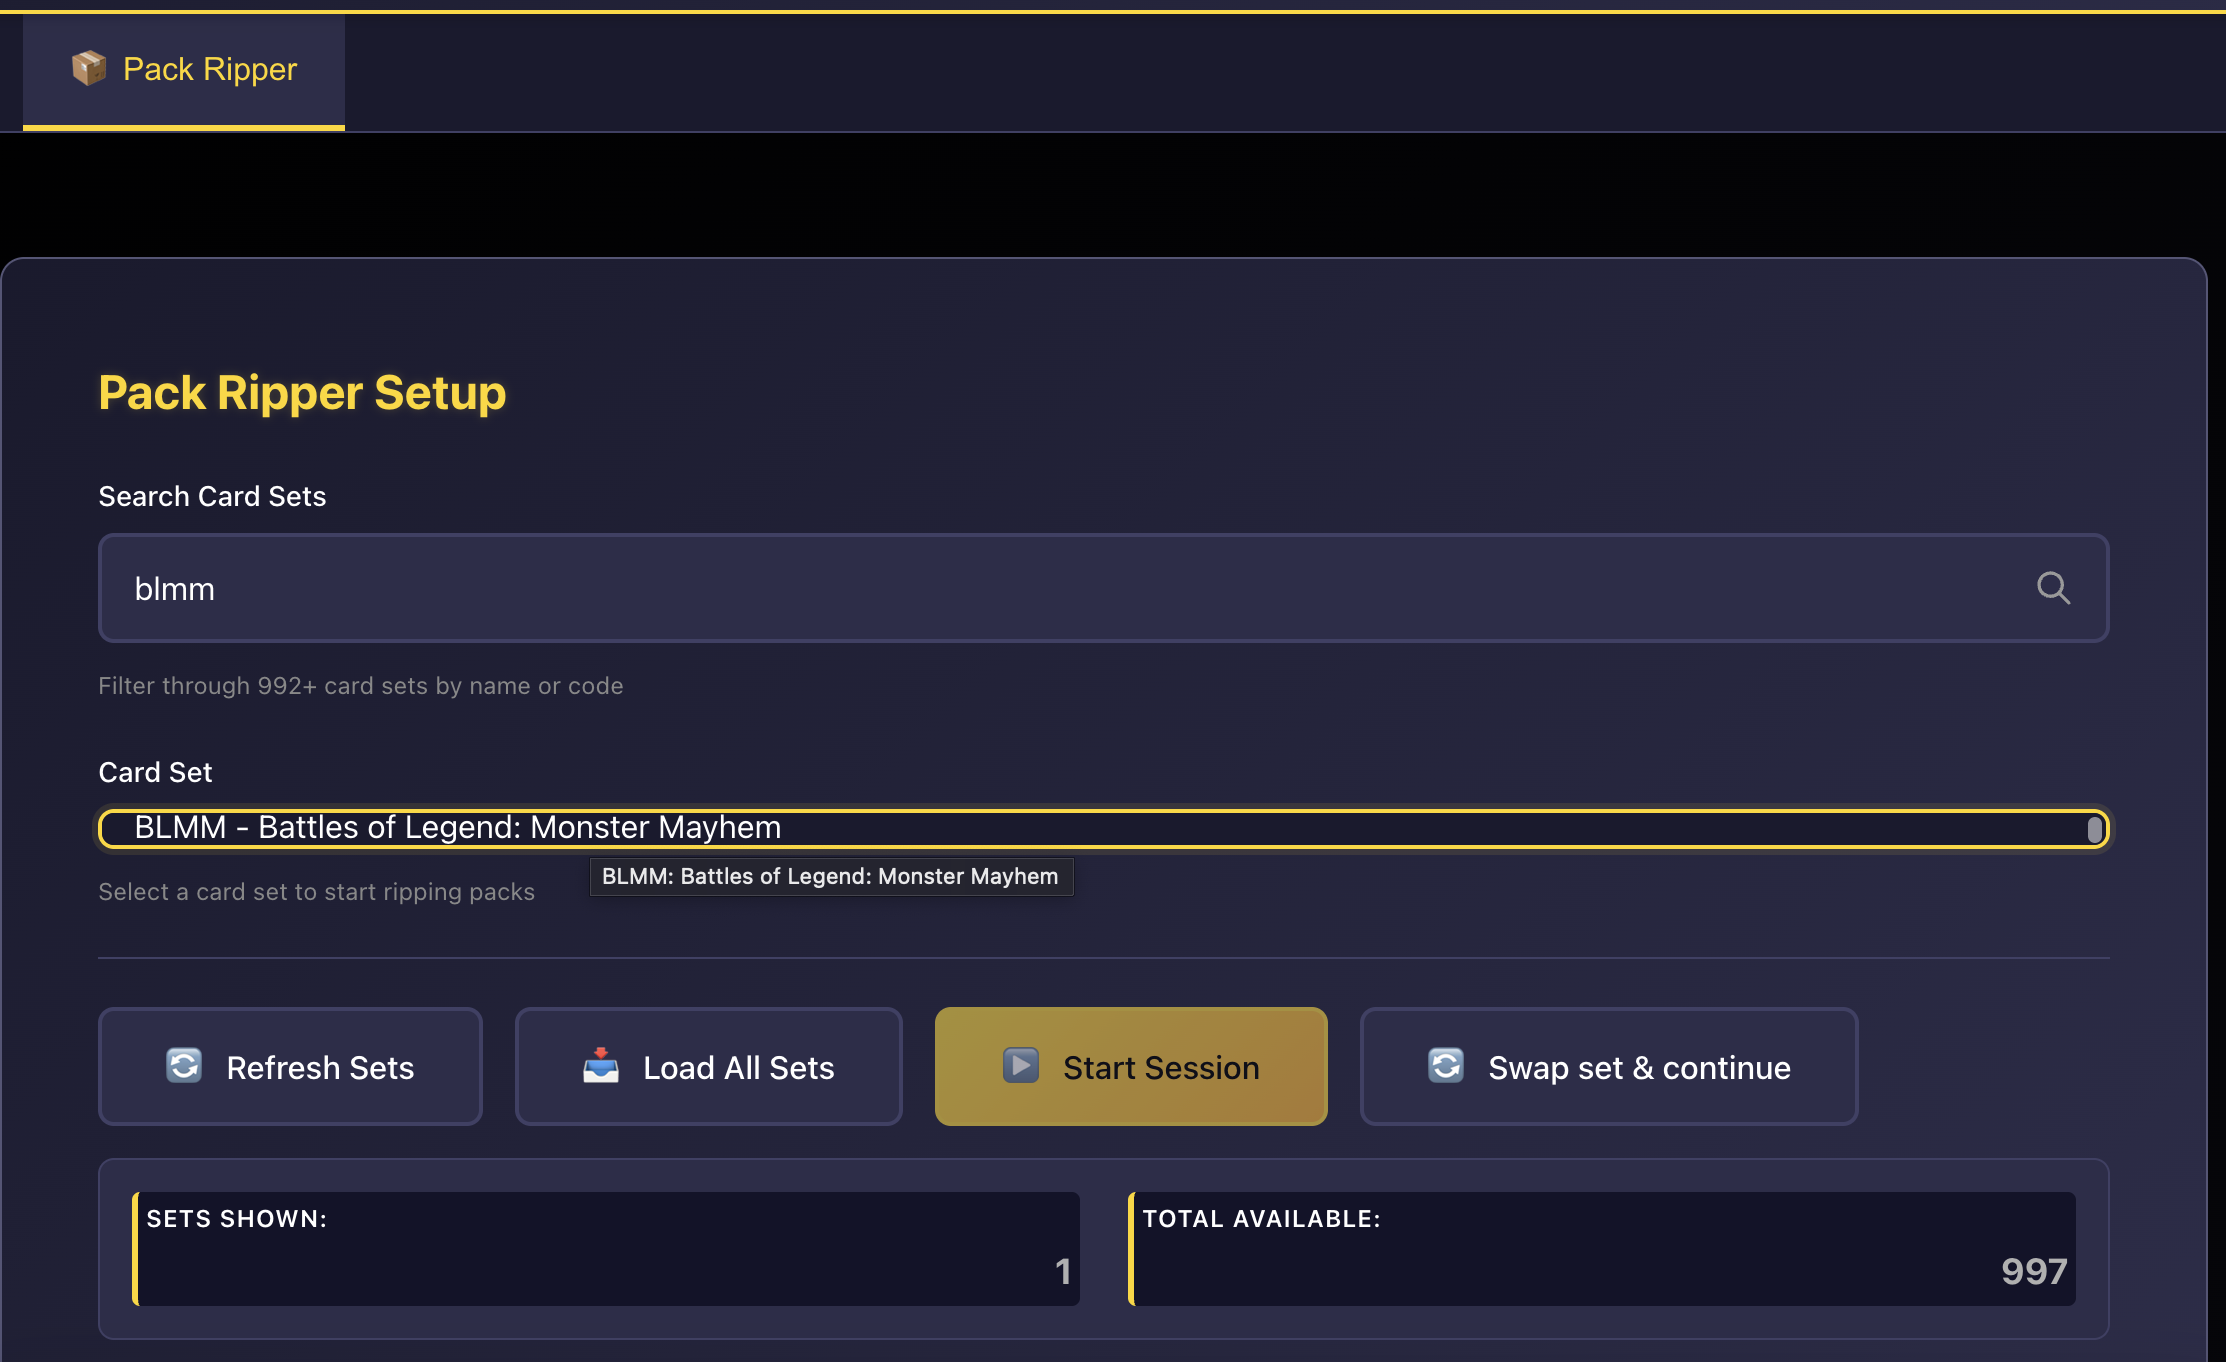 Pack Ripper
Pack Ripper Setup
Search Card Sets
blmm
Filter through 992+ card sets by name or code
Card Set
BLMM - Battles of Legend: Monster Mayhem
BLMM: Battles of Legend: Monster Mayhem
Select a card set to start ripping packs
Refresh Sets
Load All Sets
Start Session
Swap set & continue
SETS SHOWN:
1
TOTAL AVAILABLE:
997